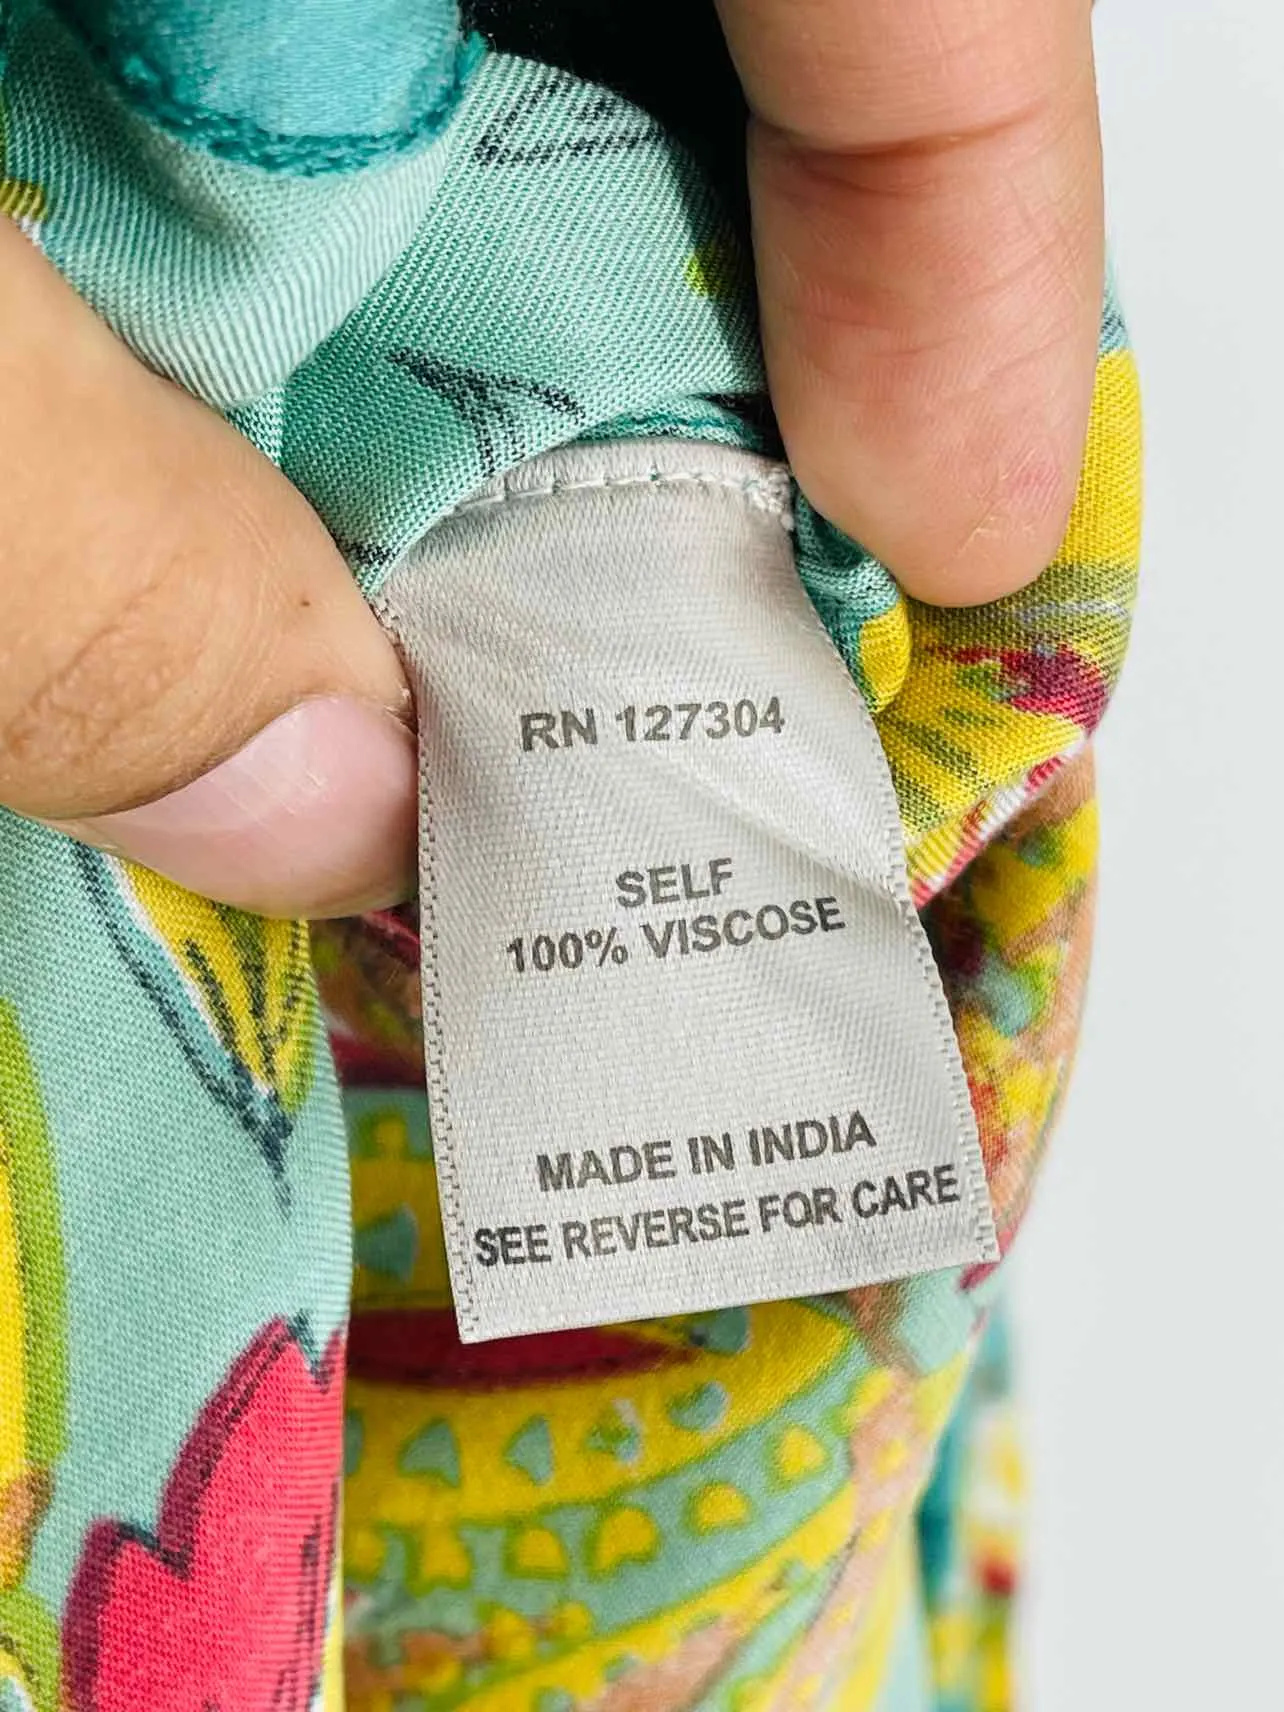 RN 127304
SELF
100% VISCOSE
MADE IN INDIA
SEE REVERSE FOR CARE